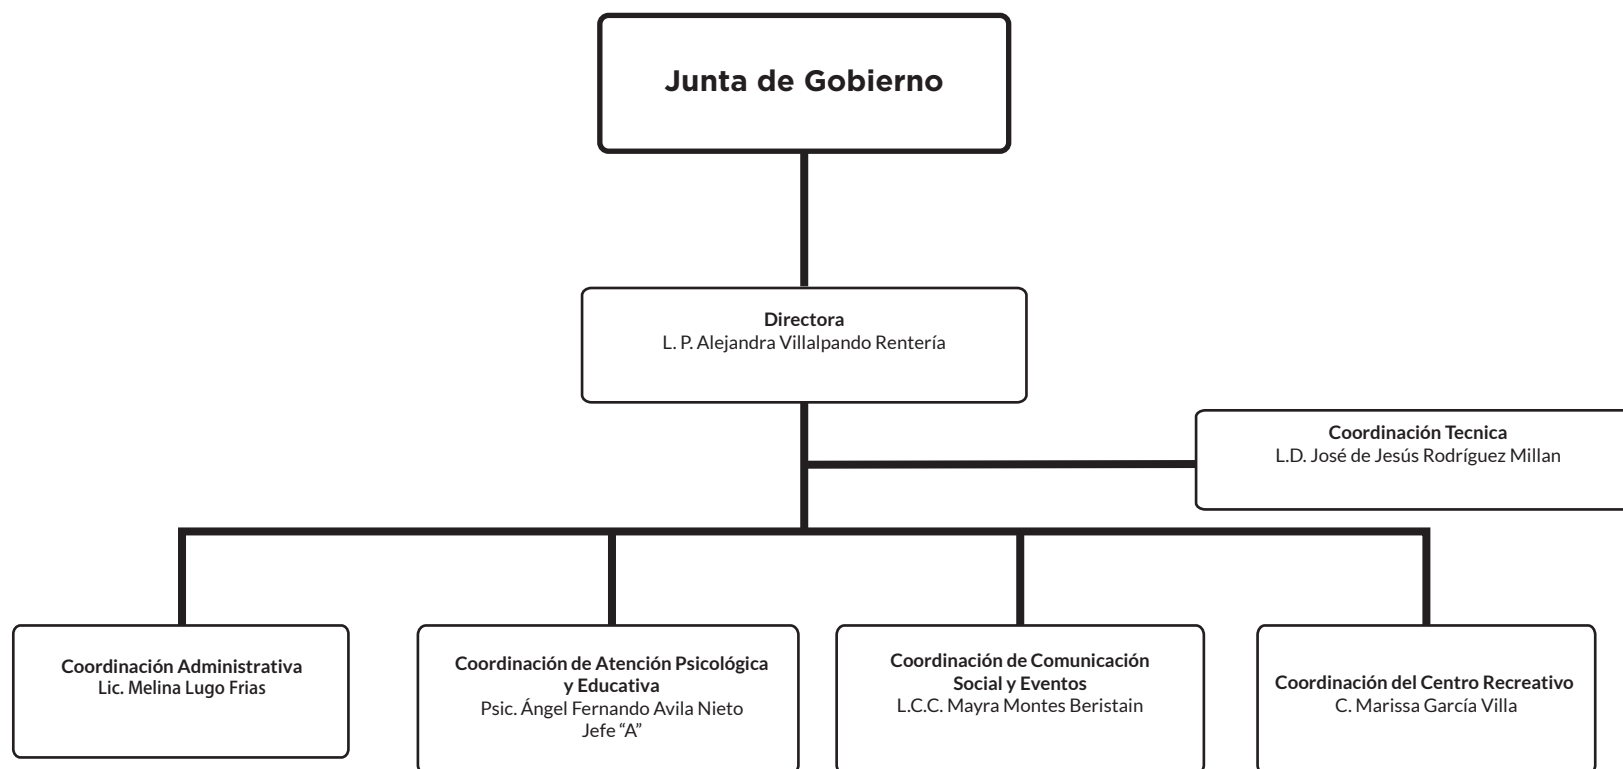 Junta de Gobierno
Directora
L. P. Alejandra Villalpando Rentería
Coordinación Tecnica
L.D. José de Jesús Rodríguez Millan
Coordinación Administrativa
Lic. Melina Lugo Frias
Coordinación de Atención Psicológica
y Educativa
Psic. Ángel Fernando Avila Nieto
Jefe “A”
Coordinación de Comunicación
Social y Eventos
L.C.C. Mayra Montes Beristain
Coordinación del Centro Recreativo
C. Marissa García Villa